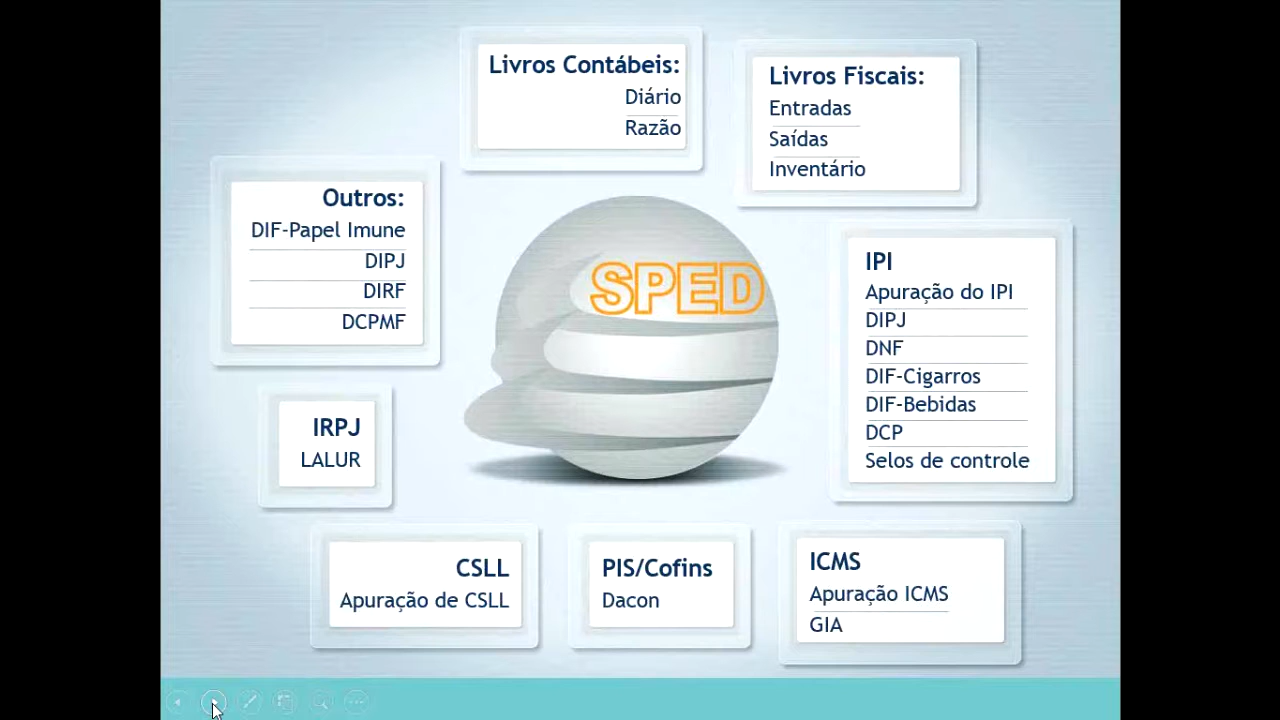 Livros Contábeis:
Diário
Razão
Livros Fiscais:
Entradas
Saídas
Inventário
Outros:
DIF-Papel Imune
DIPJ
DIRF
DCPMF
SPED
IPI
Apuração do IPI
DIPJ
DNF
DIF-Cigarros
DIF-Bebidas
DCP
Selos de controle
IRPJ
LALUR
CSLL
Apuração de CSLL
PIS/Cofins
Dacon
ICMS
Apuração ICMS
GIA